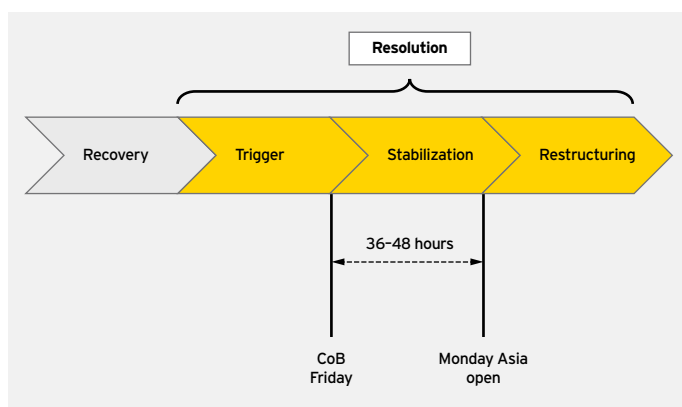 Resolution
Recovery
Trigger
Stabilization
Restructuring
36–48 hours
CoB
Friday
Monday Asia
open